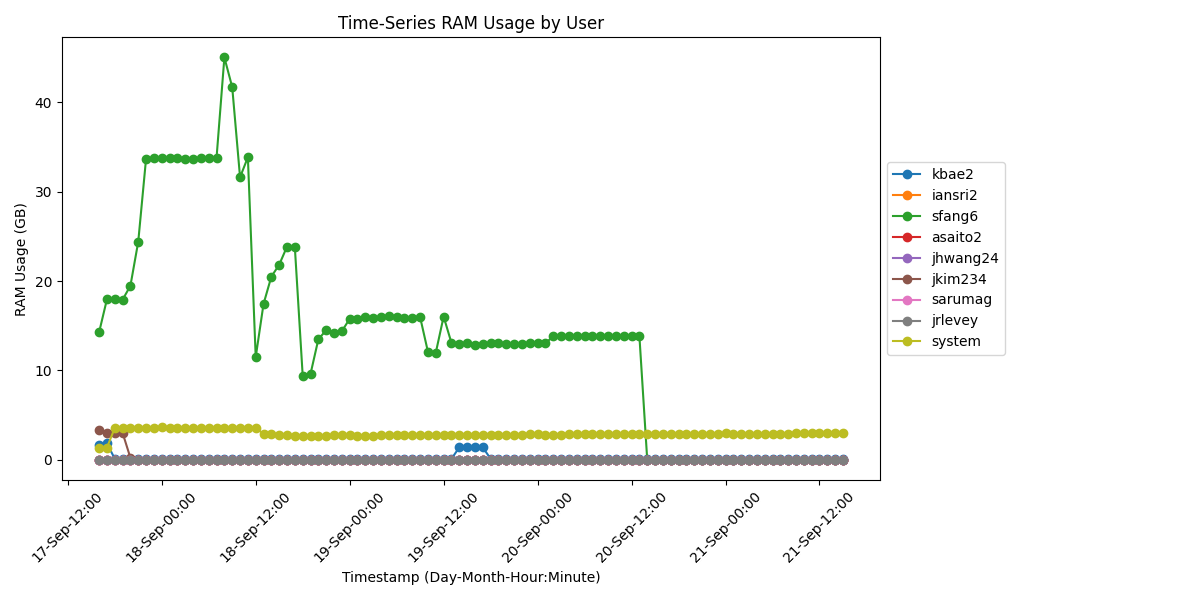 Time-Series RAM Usage by User
RAM Usage (GB)
40
30
20
10
0
17-Sep-12:00
18-Sep-00:00
18-Sep-12:00
19-Sep-00:00
19-Sep-12:00
20-Sep-00:00
20-Sep-12:00
21-Sep-00:00
21-Sep-12:00
Timestamp (Day-Month-Hour:Minute)
kbae2
iansri2
sfang6
asaito2
jhwang24
jkim234
sarumag
jrlevey
system